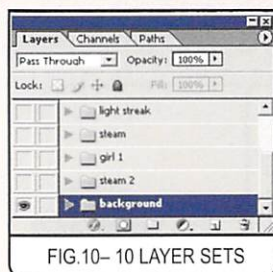 Layers Channels Paths
Pass Through Opacity: 100%
Lock: Fill: 100%
light streak
steam
girl 1
steam 2
background
FIG.10– 10 LAYER SETS